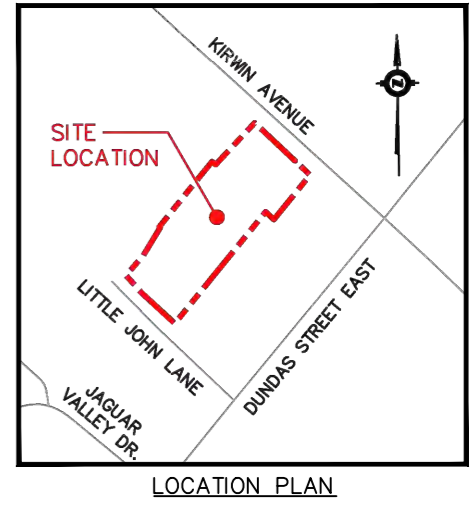 KIRWIN AVENUE
N
SITE
LOCATION
LITTLE JOHN LANE
DUNDAS STREET EAST
JAGUAR
VALLEY DR.
LOCATION PLAN